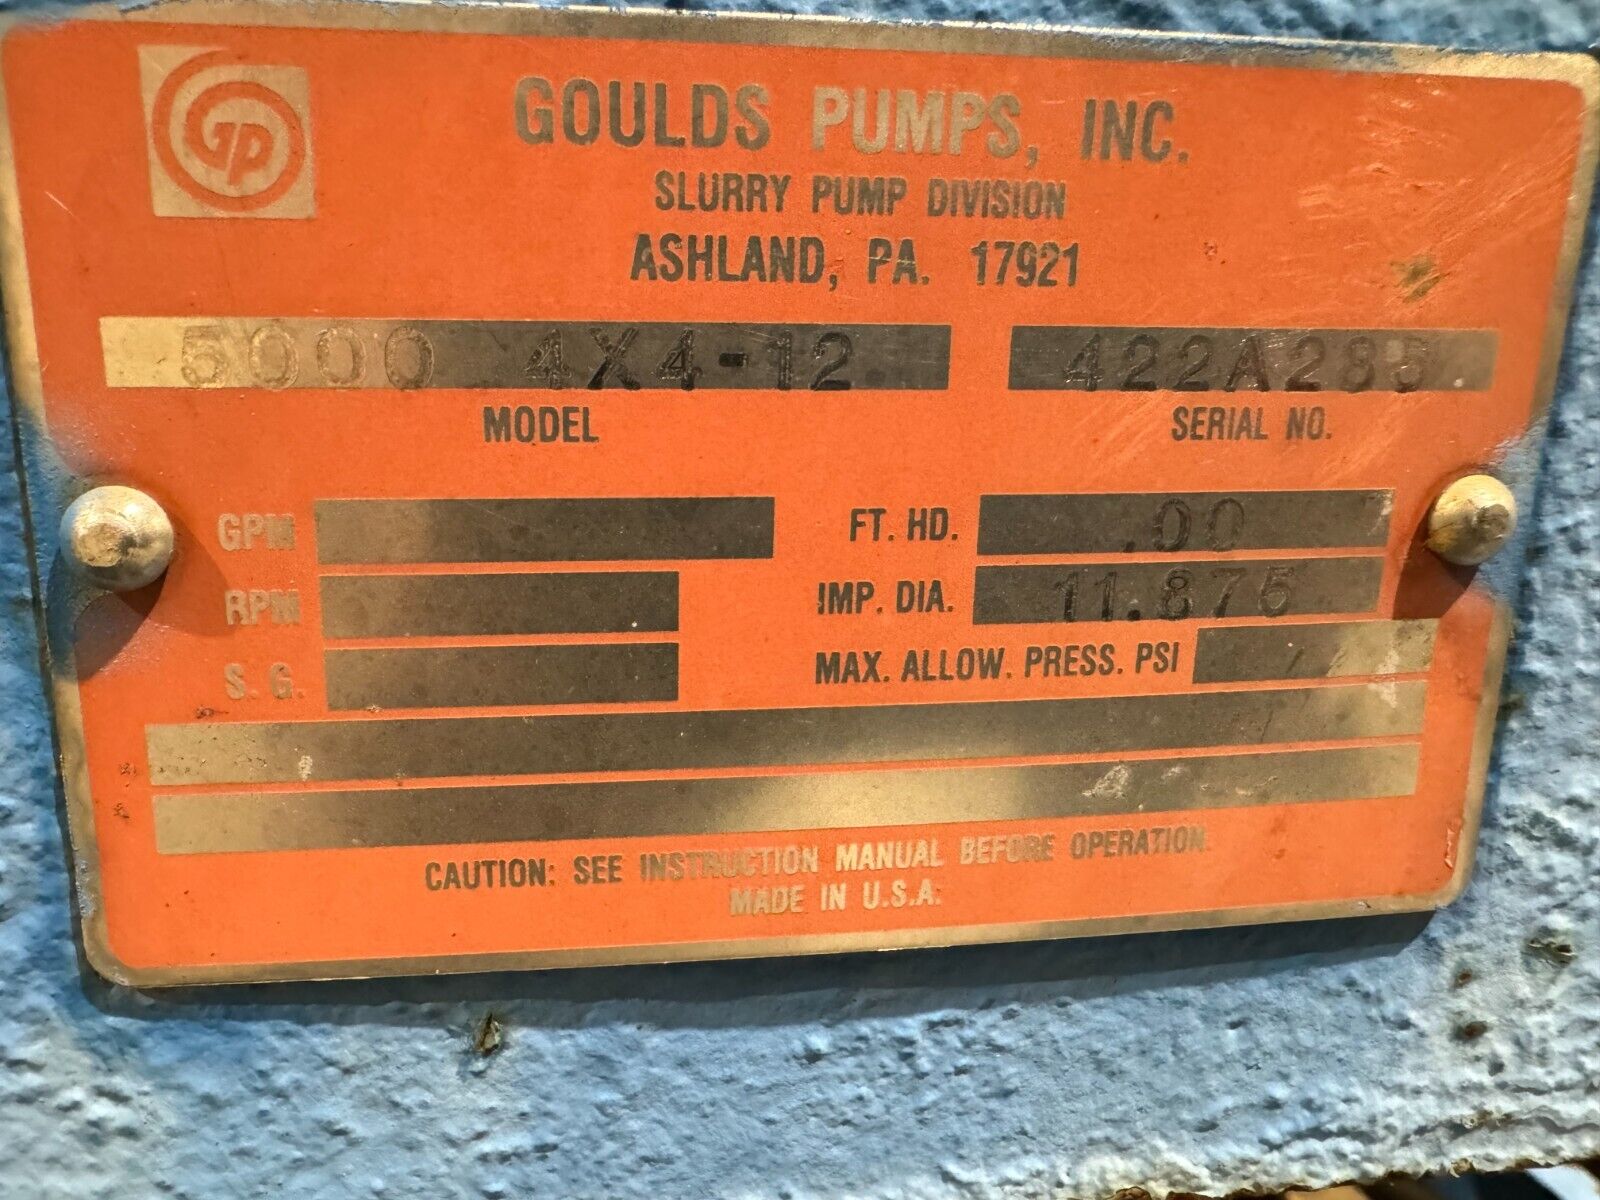 GP
GOULDS PUMPS, INC.
SLURRY PUMP DIVISION
ASHLAND, PA. 17921
5000 4X4-12 422A285
MODEL SERIAL NO.
GPM FT. HD. .00
RPM IMP. DIA. 11.875
S. G. MAX. ALLOW. PRESS. PSI
CAUTION: SEE INSTRUCTION MANUAL BEFORE OPERATION.
MADE IN U.S.A.